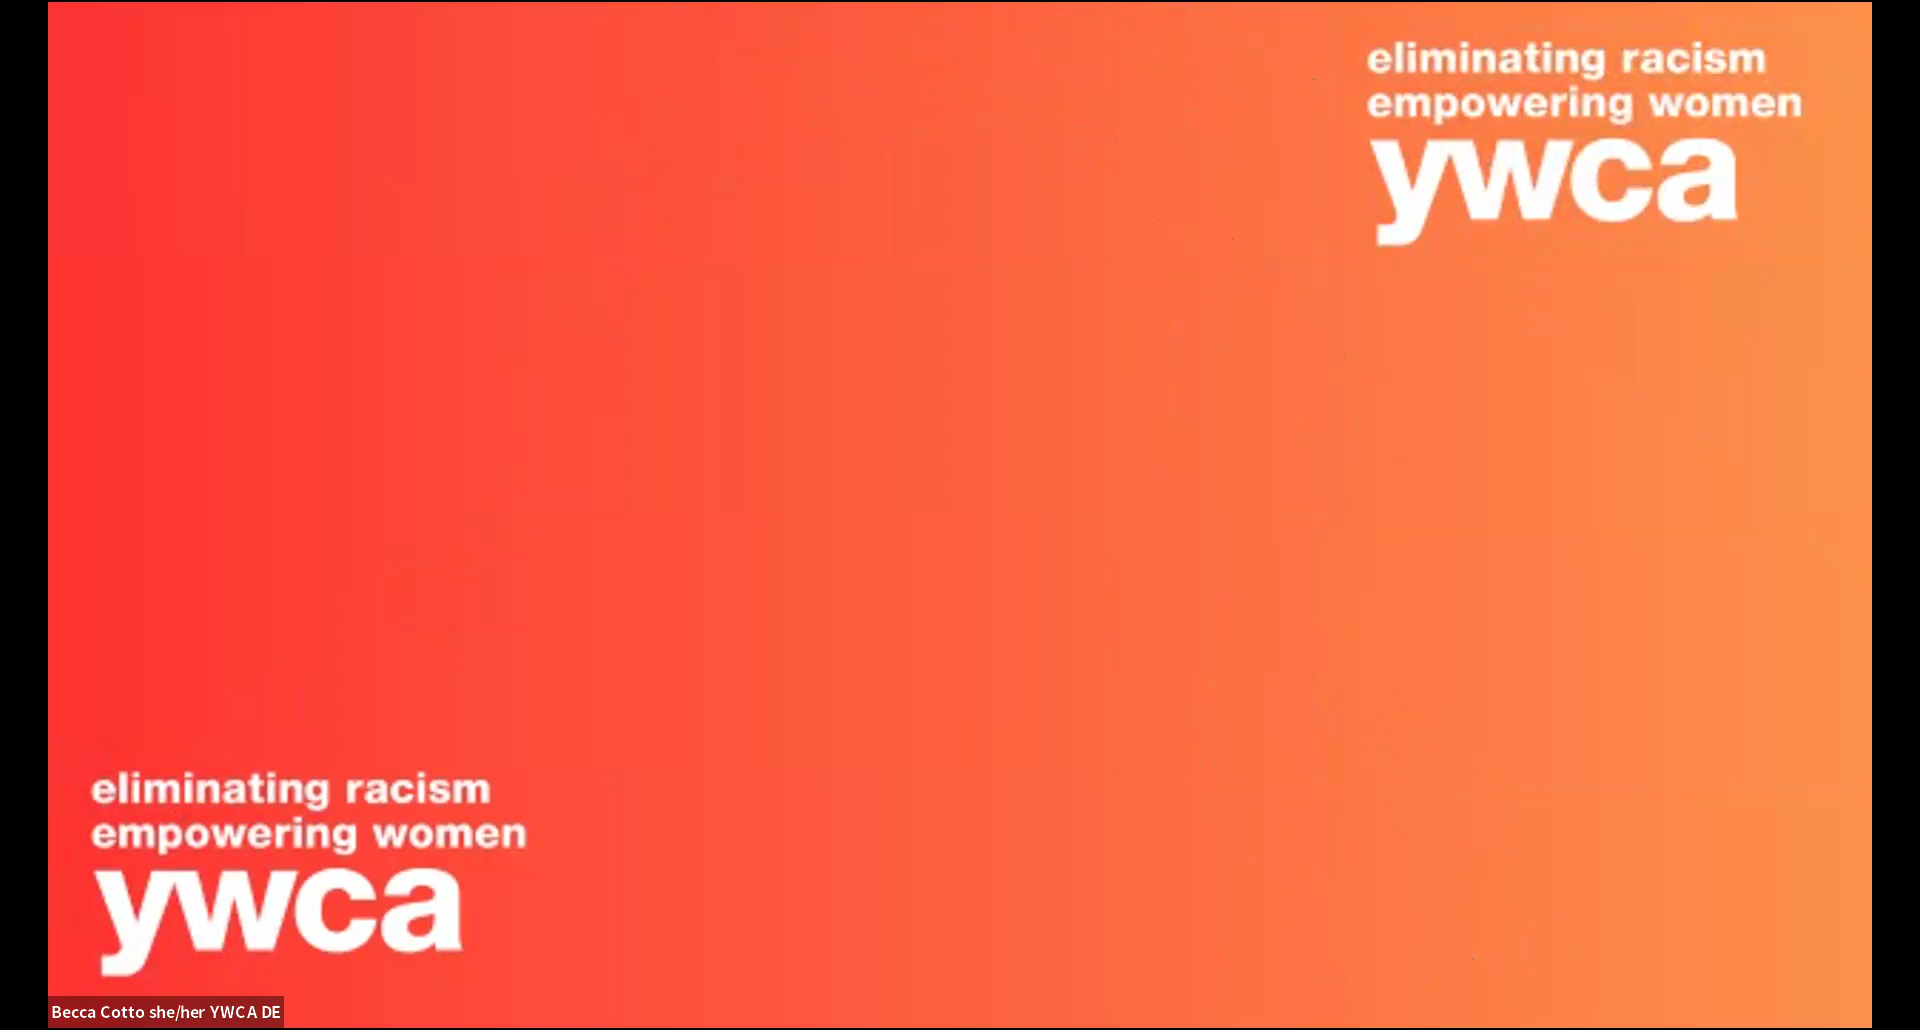 eliminating racism
empowering women
ywca
eliminating racism
empowering women
ywca
Becca Cotto she/her YWCA DE